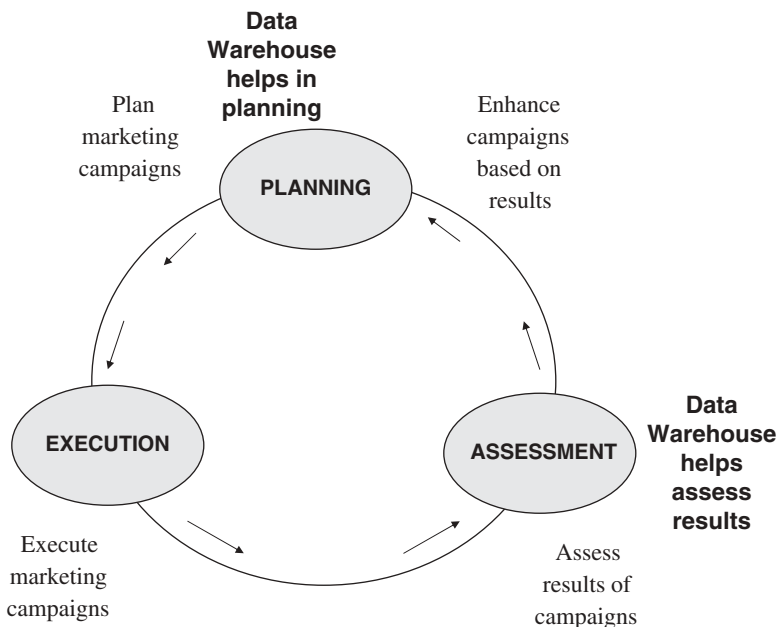 Data
Warehouse
helps in
planning
Plan
marketing
campaigns
Enhance
campaigns
based on
results
PLANNING
EXECUTION
ASSESSMENT
Data
Warehouse
helps
assess
results
Execute
marketing
campaigns
Assess
results of
campaigns